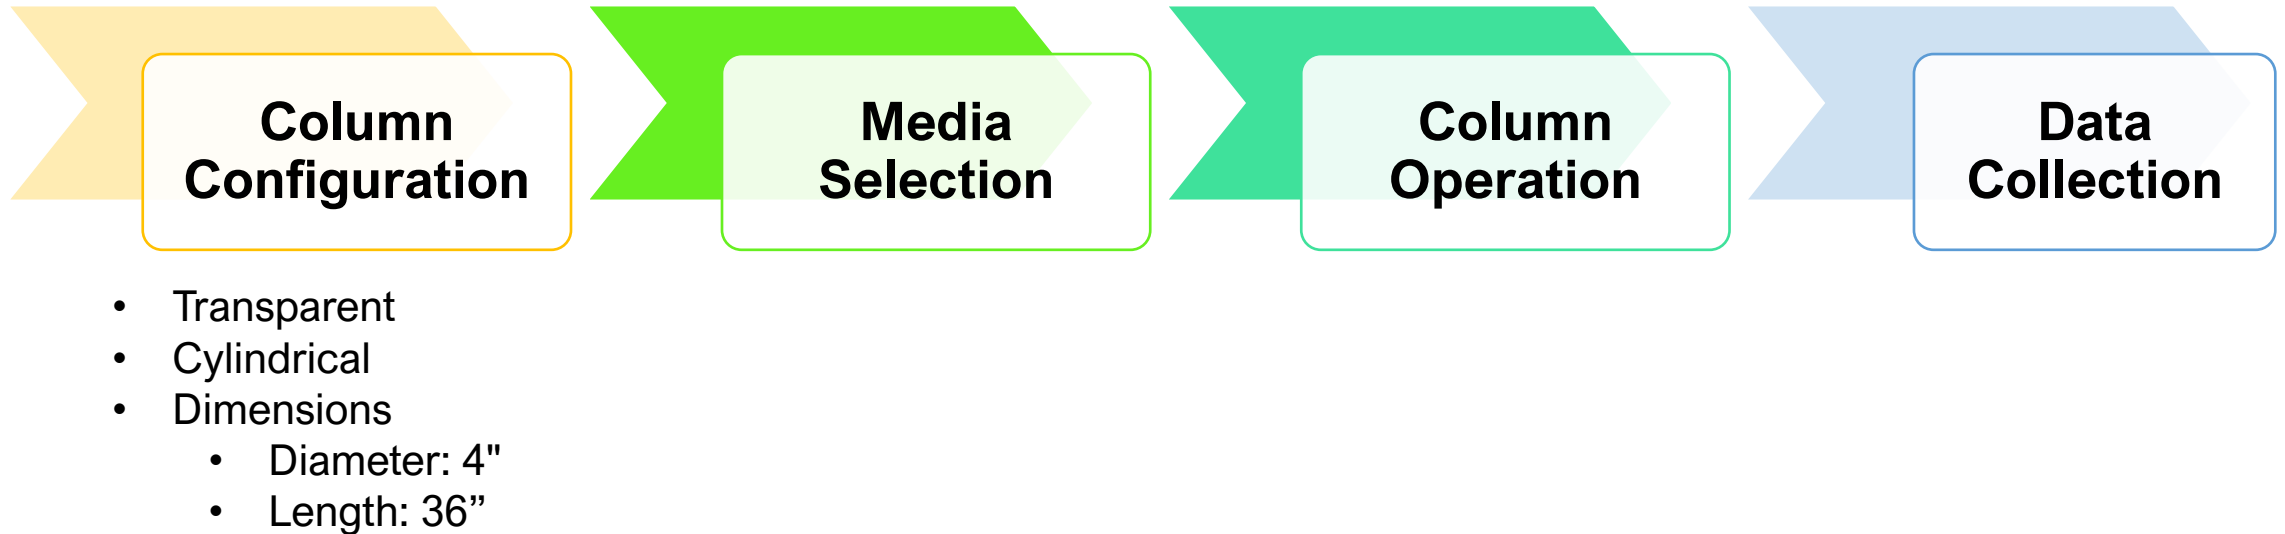 Column
Configuration
Media
Selection
Column
Operation
Data
Collection
• Transparent
• Cylindrical
• Dimensions
• Diameter: 4"
• Length: 36”